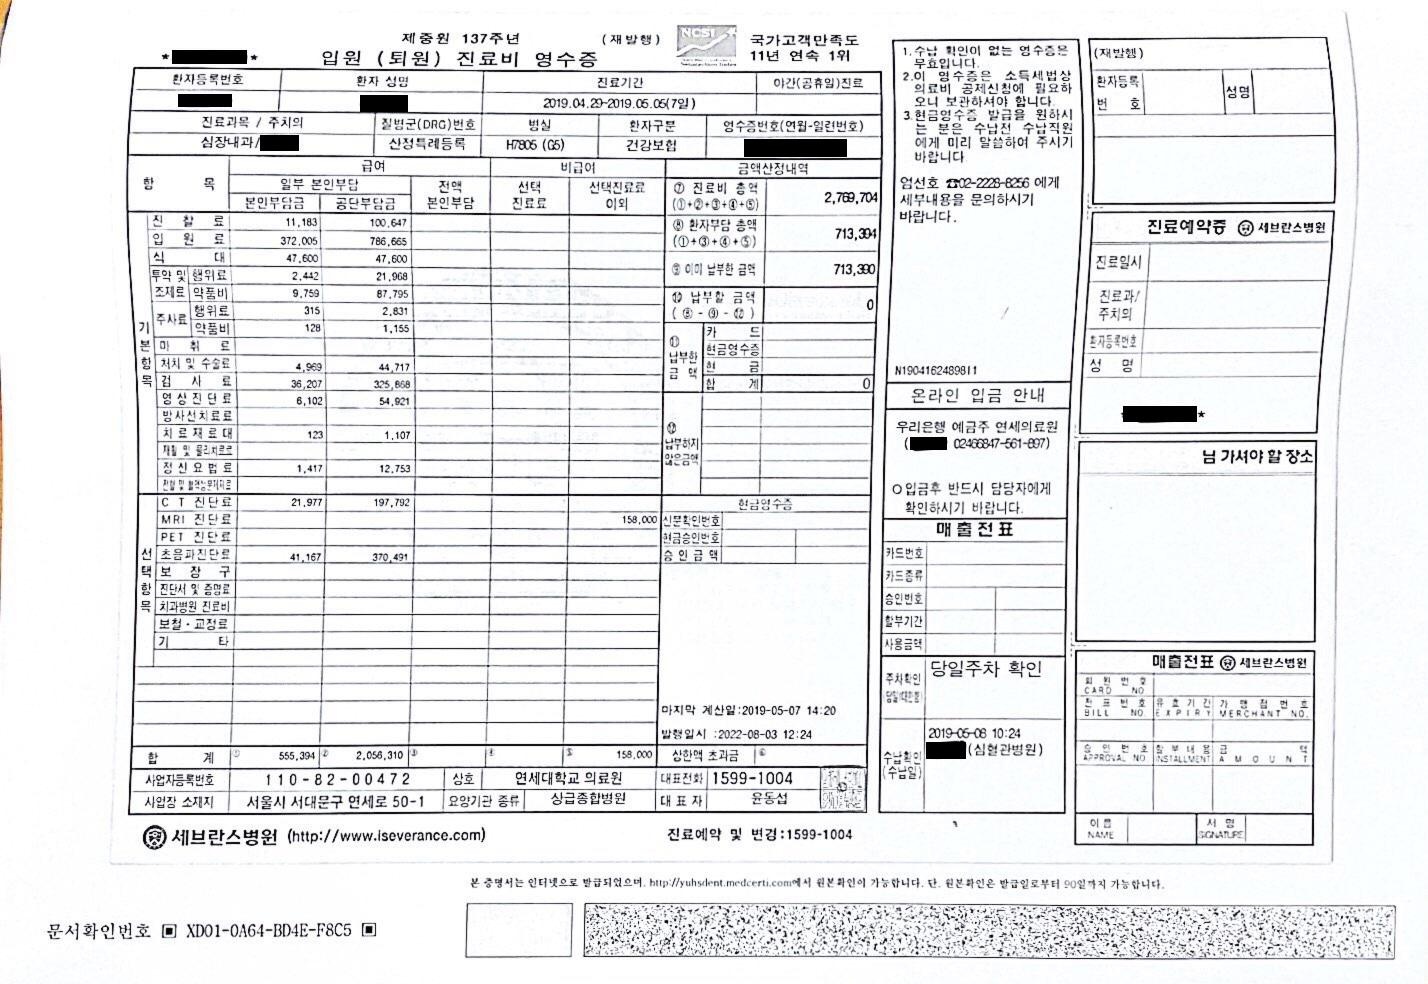 제중원 137주년 (재발행) NCSI 국가고객만족도
* * 입원 (퇴원) 진료비 영수증 11년 연속 1위
환자등록번호 환자 성명 진료기간 야간(공휴일)진료
2019.04.29-2019.05.05(7일)
진료과목 / 주치의 질병군(DRG)번호 병실 환자구분 영수증번호(연월-일련번호)
심장내과/ 산정특례등록 H7805 (G5) 건강보험
항 목 급여 비급여 금액산정내역
일부 본인부담 전액 본인부담 선택 진료료 선택진료료 이외
본인부담금 공단부담금
진 찰 료 11,183 100,647
입 원 료 372,005 786,665
식 대 47,600 47,600
투약 및 조제료 행위료 2,442 21,968
약품비 9,759 87,795
주사료 행위료 315 2,831
약품비 128 1,155
기본항목
마 취 료
처치 및 수술료 4,969 44,717
검 사 료 36,207 325,868
영상진단료 6,102 54,921
방사선치료료
치료재료대 123 1,107
재활 및 물리치료료
정신요법료 1,417 12,753
선택항목
CT 진단료 21,977 197,792
MRI 진단료 158,000
PET 진단료
초음파진단료 41,167 370,491
보 장 구
진단서 및 증명료
치과병원 진료비
보철·교정료
기 타
합 계 ① 555,394 ② 2,056,310 ③ ④ ⑤ 158,000 상한액 초과금 ⑥
⑦ 진료비 총액 (①+②+③+④+⑤) 2,769,704
⑧ 환자부담 총액 (①+③+④+⑤) 713,394
⑨ 이미 납부한 금액 713,390
⑩ 납부할 금액 (⑧-⑨-⑫) 0
⑪ 납부한 금액
카 드
현금영수증
현 금
합 계 0
⑫ 납부하지 않은금액
현금영수증
신분확인번호
현금승인번호
승 인 금 액
마지막 계산일:2019-05-07 14:20
발행일시 :2022-08-03 12:24
사업자등록번호 110-82-00472 상호 연세대학교 의료원 대표전화 1599-1004
사업장 소재지 서울시 서대문구 연세로 50-1 요양기관 종류 상급종합병원 대 표 자 윤동섭
세브란스병원 (http://www.iseverance.com) 진료예약 및 변경:1599-1004
1.수납 확인이 없는 영수증은
무효입니다.
2.이 영수증은 소득세법상
의료비 공제신청에 필요하
오니 보관하셔야 합니다.
3.현금영수증 발급을 원하시
는 분은 수납전 수납직원
에게 미리 말씀하여 주시기
바랍니다
엄선호 ☎02-2228-8256 에게
세부내용을 문의하시기
바랍니다.
온라인 입금 안내
우리은행 예금주 연세의료원
( 02466847-561-897)
○입금후 반드시 담당자에게
확인하시기 바랍니다.
매출전표
카드번호
카드종류
승인번호
할부기간
사용금액
주차확인 당일주차 확인
수납확인 (수납일) 2019-05-08 10:24
(심혈관병원)
(재발행)
환자등록 번 호 성명
진료예약증 세브란스병원
진료일시
진료과/ 주치의
환자등록번호
성 명
* *
님 가셔야 할 장소
매출전표 세브란스병원
회 원 번 호
CARD NO
전 표 번 호 유효기간 가 맹 점 번 호
BILL NO. EXPIRY MERCHANT NO.
승 인 번 호 할부내용 금 액
APPROVAL NO INSTALLMENT AMOUNT
이름 서 명
NAME SIGNATURE
본 증명서는 인터넷으로 발급되었으며, http://yuhsdent.medcerti.com에서 원본확인이 가능합니다. 단, 원본확인은 발급일로부터 90일까지 가능합니다.
문서확인번호 ▣ XD01-0A64-BD4E-F8C5 ▣